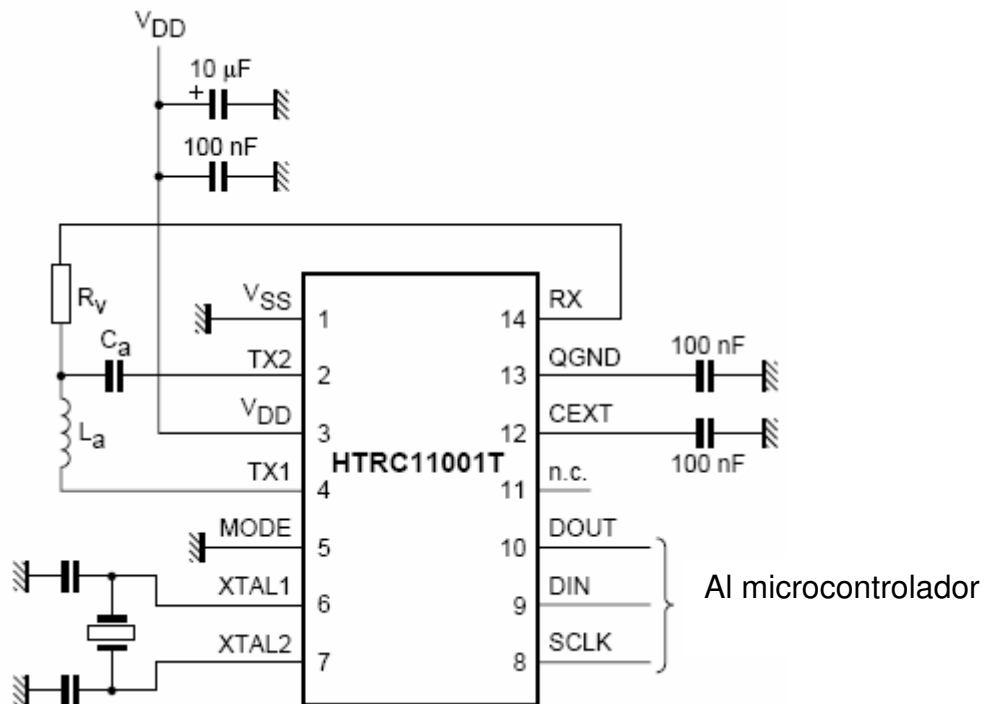 VDD
10 µF
+
100 nF
Rv
Ca
La
VSS
1
TX2
2
VDD
3
TX1
4
MODE
5
XTAL1
6
XTAL2
7
HTRC11001T
RX
14
QGND
13
100 nF
CEXT
12
100 nF
n.c.
11
DOUT
10
DIN
9
SCLK
8
Al microcontrolador